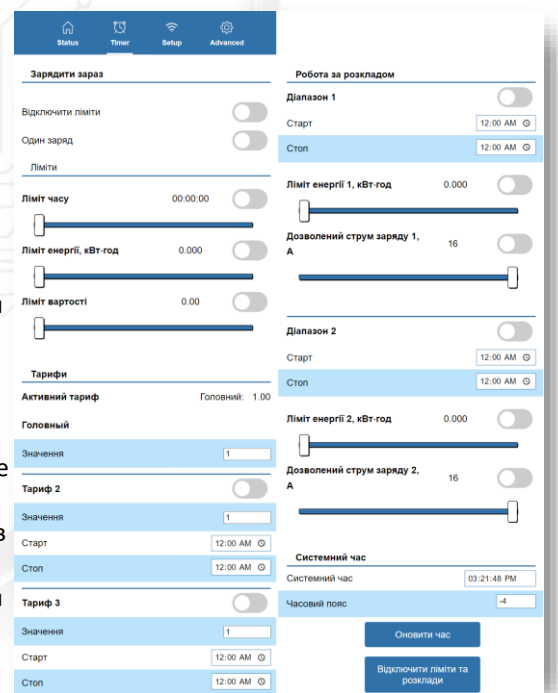 Status Timer Setup Advanced
Зарядити зараз
Відключити ліміти
Один заряд
Ліміти
Ліміт часу 00:00:00
Ліміт енергії, кВт·год 0.000
Ліміт вартості 0.00
Тарифи
Активний тариф Головний: 1.00
Головный
Значення 1
Тариф 2
Значення 1
Старт 12:00 AM
Стоп 12:00 AM
Тариф 3
Значення 1
Старт 12:00 AM
Стоп 12:00 AM
Робота за розкладом
Діапазон 1
Старт 12:00 AM
Стоп 12:00 AM
Ліміт енергії 1, кВт·год 0.000
Дозволений струм заряду 1, 16
А
Діапазон 2
Старт 12:00 AM
Стоп 12:00 AM
Ліміт енергії 2, кВт·год 0.000
Дозволений струм заряду 2, 16
А
Системний час
Системний час 03:21:48 PM
Часовий пояс -4
Оновити час
Відключити ліміти та
розклади